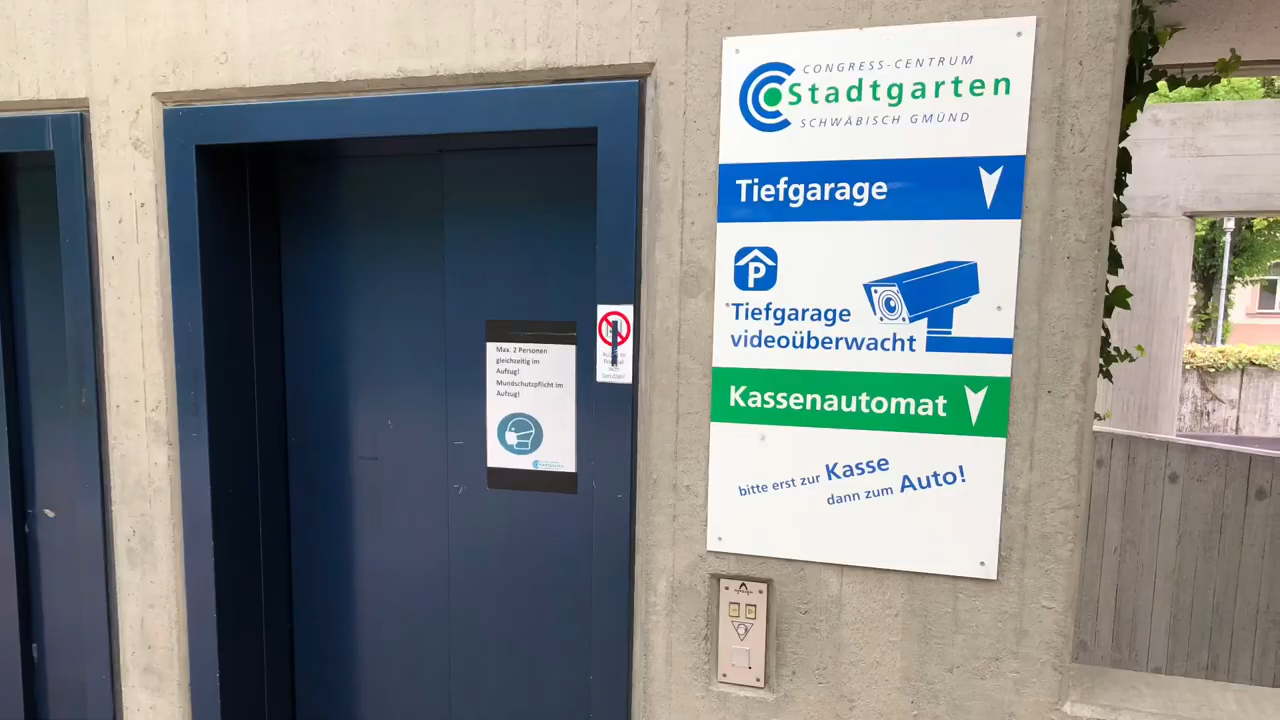 Max. 2 Personen
gleichzeitig im
Aufzug!
Mundschutzpflicht im
Aufzug!
CONGRESS-CENTRUM
Stadtgarten
SCHWÄBISCH GMÜND
Tiefgarage
P
Tiefgarage
videoüberwacht
Kassenautomat
bitte erst zur Kasse
dann zum Auto!